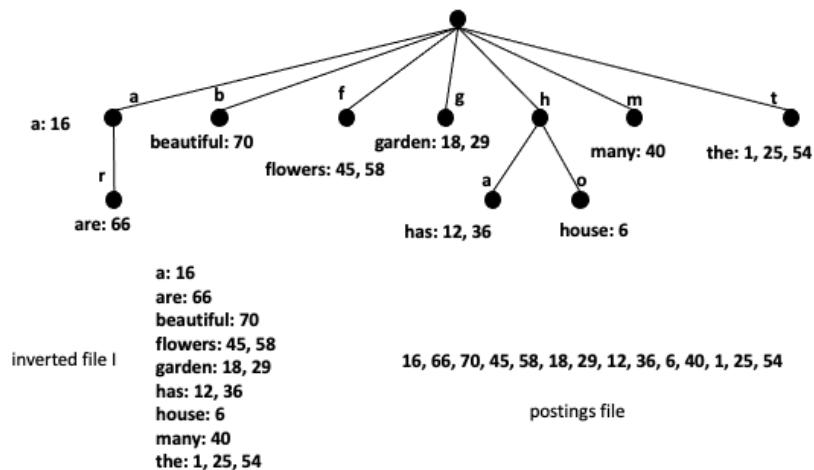 a b f g h m t
a: 16
beautiful: 70
flowers: 45, 58
garden: 18, 29
many: 40
the: 1, 25, 54
r a o
are: 66
has: 12, 36
house: 6
a: 16
are: 66
beautiful: 70
flowers: 45, 58
garden: 18, 29
has: 12, 36
house: 6
many: 40
the: 1, 25, 54
inverted file I
16, 66, 70, 45, 58, 18, 29, 12, 36, 6, 40, 1, 25, 54
postings file